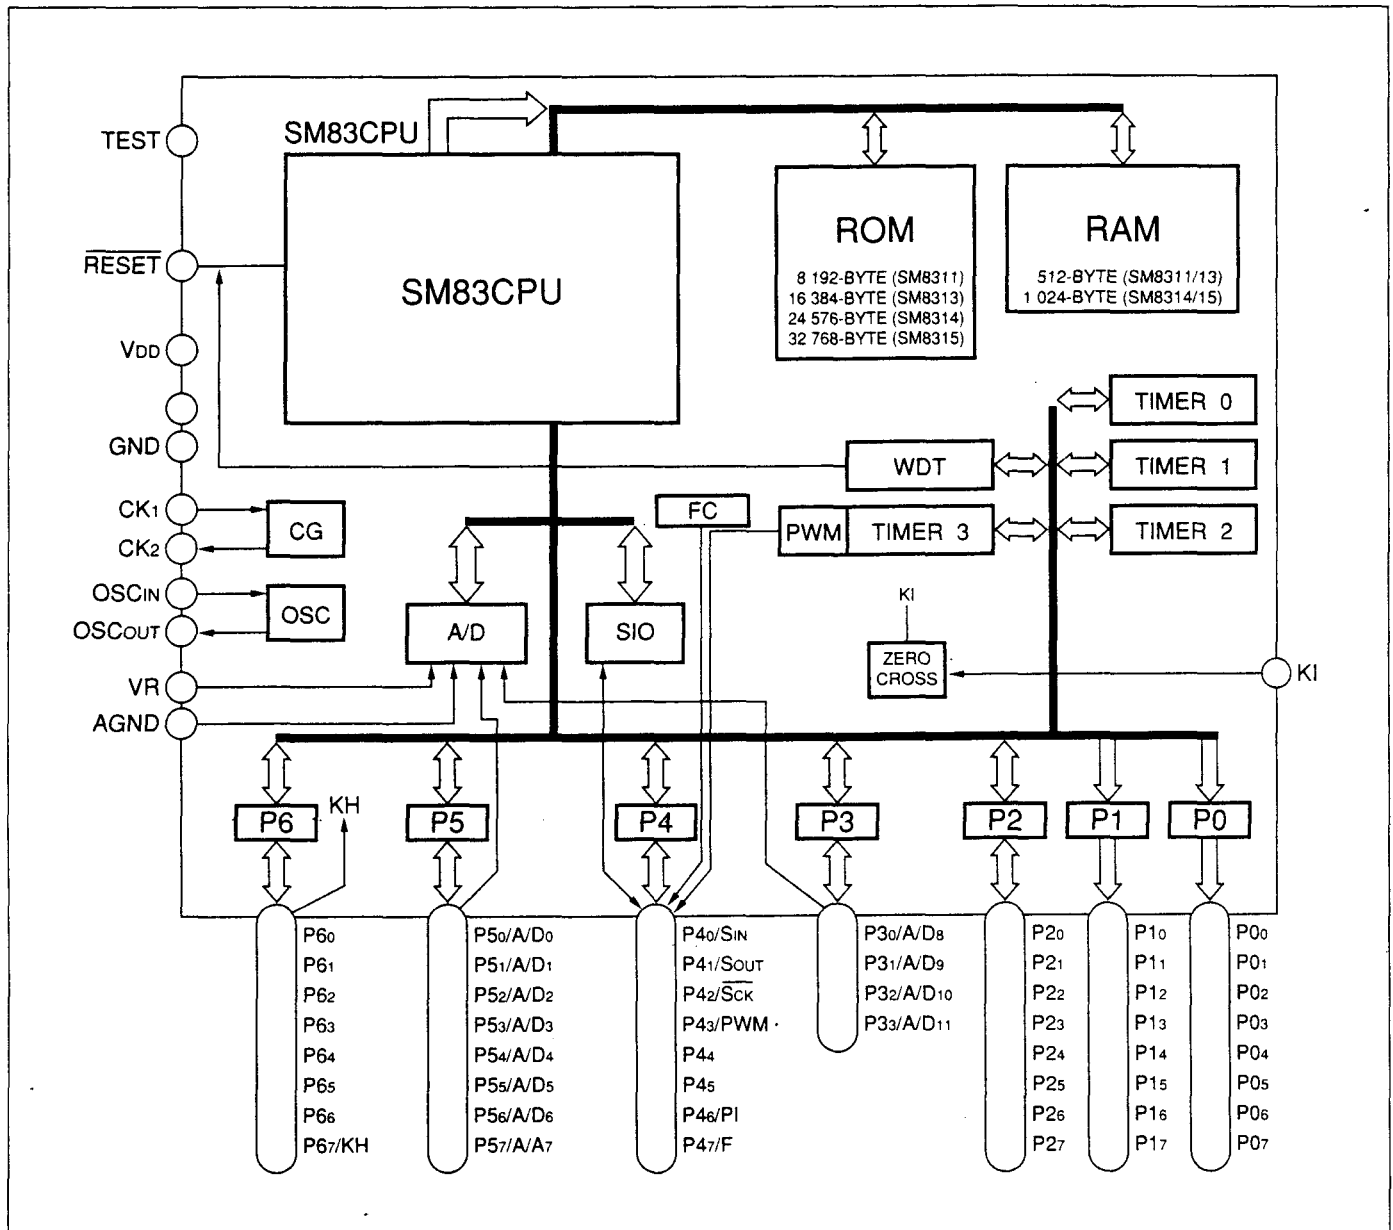 SM83CPU
TEST
RESET
VDD
GND
CK1
CK2
OSCIN
OSCOUT
VR
AGND
SM83CPU
ROM
8 192-BYTE (SM8311)
16 384-BYTE (SM8313)
24 576-BYTE (SM8314)
32 768-BYTE (SM8315)
RAM
512-BYTE (SM8311/13)
1 024-BYTE (SM8314/15)
TIMER 0
WDT
TIMER 1
FC
PWM
TIMER 3
TIMER 2
CG
OSC
A/D
SIO
KI
ZERO
CROSS
KI
KH
P6
P5
P4
P3
P2
P1
P0
P60
P61
P62
P63
P64
P65
P66
P67/KH
P50/A/D0
P51/A/D1
P52/A/D2
P53/A/D3
P54/A/D4
P55/A/D5
P56/A/D6
P57/A/A7
P40/SIN
P41/SOUT
P42/SCK
P43/PWM
P44
P45
P46/PI
P47/F
P30/A/D8
P31/A/D9
P32/A/D10
P33/A/D11
P20
P21
P22
P23
P24
P25
P26
P27
P10
P11
P12
P13
P14
P15
P16
P17
P00
P01
P02
P03
P04
P05
P06
P07